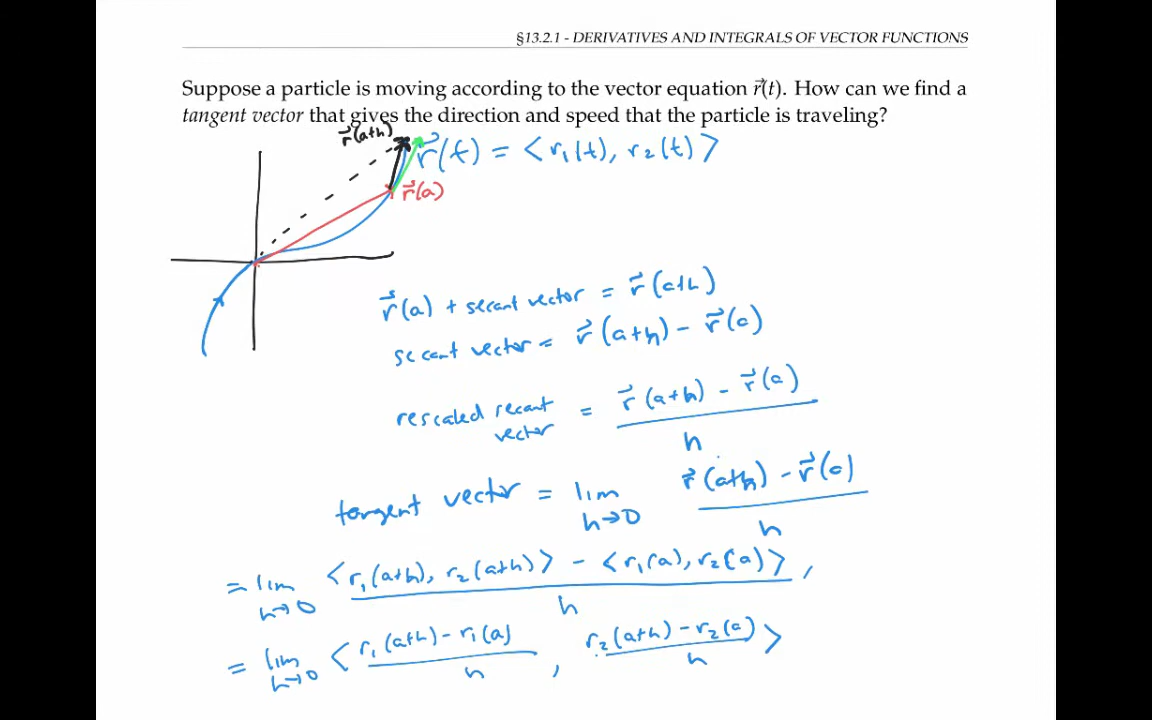 §13.2.1 - DERIVATIVES AND INTEGRALS OF VECTOR FUNCTIONS
Suppose a particle is moving according to the vector equation r⃗(t). How can we find a
tangent vector that gives the direction and speed that the particle is traveling?
r⃗(a+h)
r⃗(t) = <r₁(t), r₂(t)>
r⃗(a)
r⃗(a) + secant vector = r⃗(a+h)
secant vector = r⃗(a+h) - r⃗(a)
rescaled secant vector = (r⃗(a+h) - r⃗(a)) / h
tangent vector = lim h→0 (r⃗(a+h) - r⃗(a)) / h
= lim h→0 (<r₁(a+h), r₂(a+h)> - <r₁(a), r₂(a)>) / h ,
= lim h→0 <(r₁(a+h) - r₁(a)) / h , (r₂(a+h) - r₂(a)) / h>